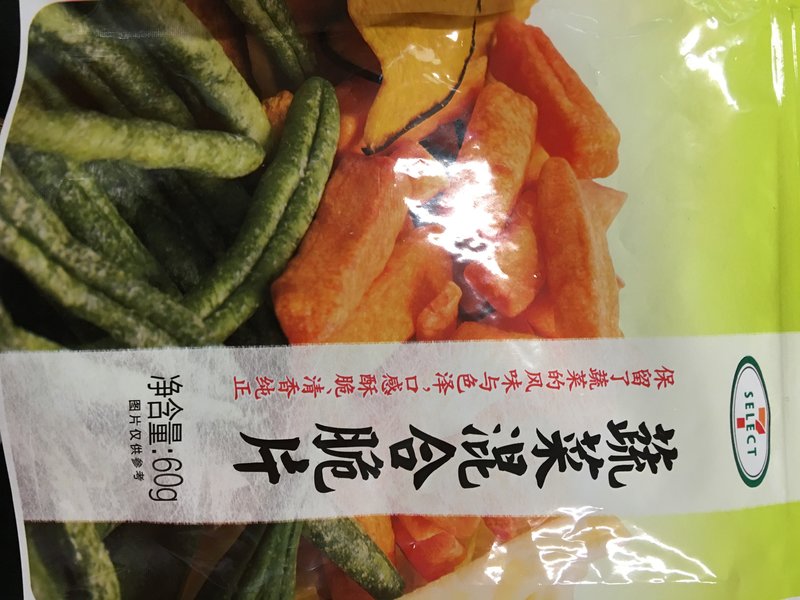 7
SELECT
蔬菜混合脆片
保留了蔬菜的风味与色泽,口感酥脆、清香纯正
净含量:60g
图片仅供参考